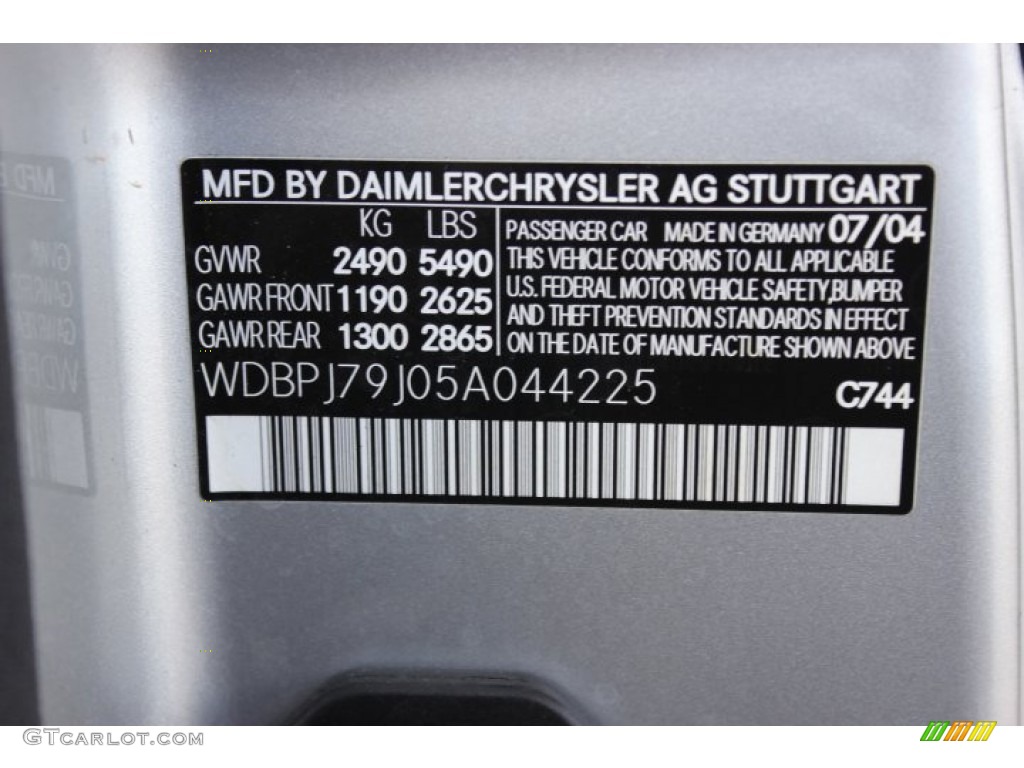 MFD BY DAIMLERCHRYSLER AG STUTTGART
KG LBS
GVWR 2490 5490
GAWR FRONT 1190 2625
GAWR REAR 1300 2865
PASSENGER CAR MADE IN GERMANY 07/04
THIS VEHICLE CONFORMS TO ALL APPLICABLE
U.S. FEDERAL MOTOR VEHICLE SAFETY,BUMPER
AND THEFT PREVENTION STANDARDS IN EFFECT
ON THE DATE OF MANUFACTURE SHOWN ABOVE
WDBPJ79J05A044225 C744
GTCARLOT.COM